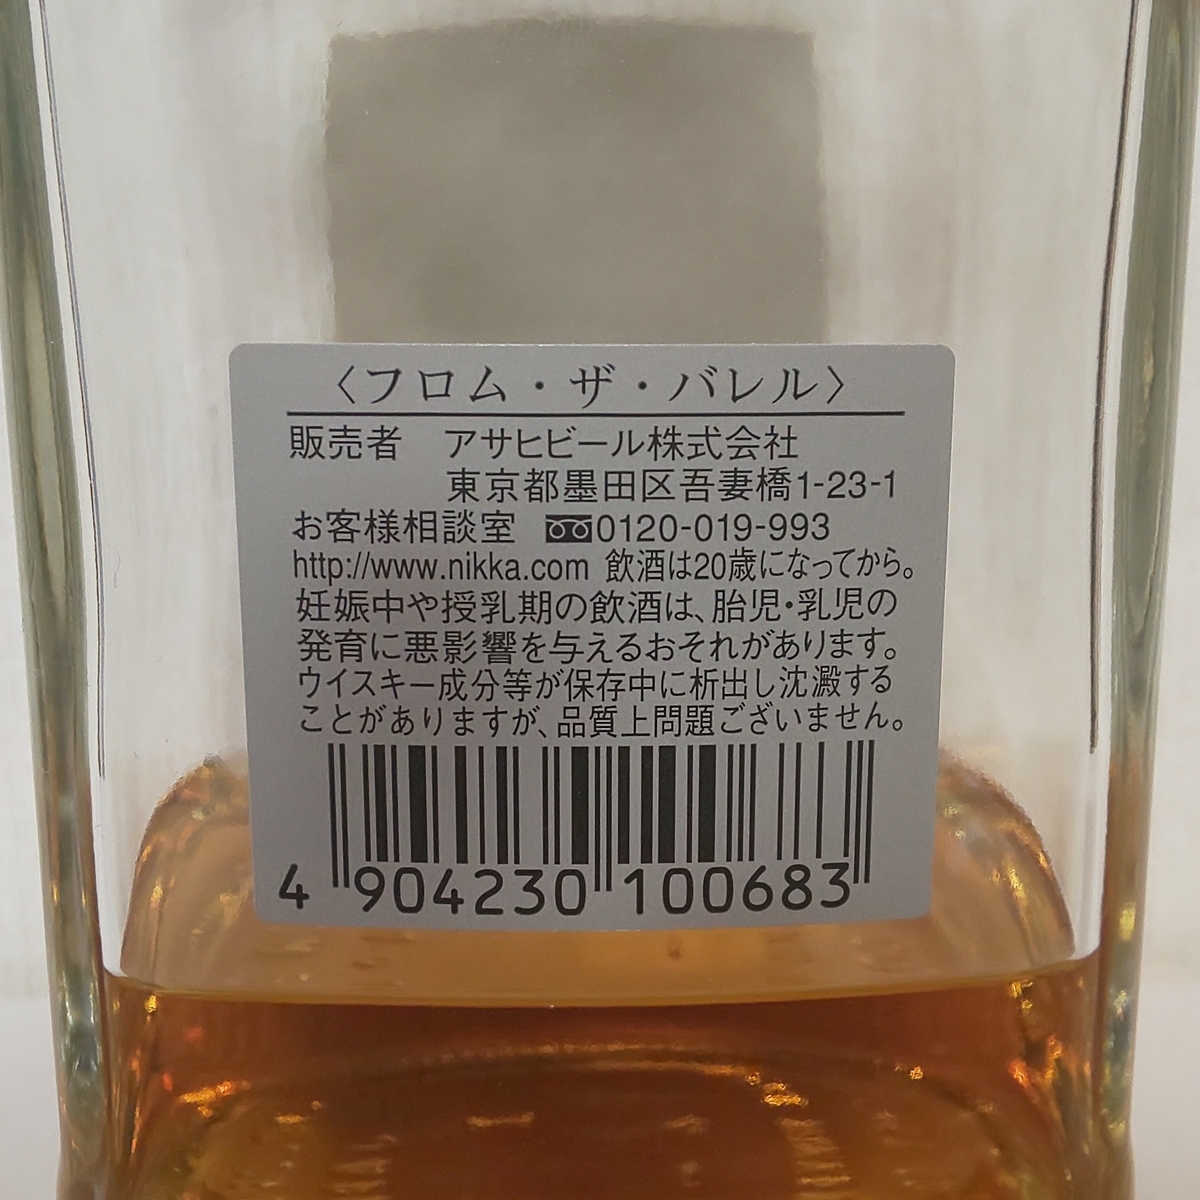 〈フロム・ザ・バレル〉
販売者 アサヒビール株式会社
東京都墨田区吾妻橋1-23-1
お客様相談室 0120-019-993
http://www.nikka.com 飲酒は20歳になってから。
妊娠中や授乳期の飲酒は、胎児・乳児の
発育に悪影響を与えるおそれがあります。
ウイスキー成分等が保存中に析出し沈澱する
ことがありますが、品質上問題ございません。
4 904230 100683